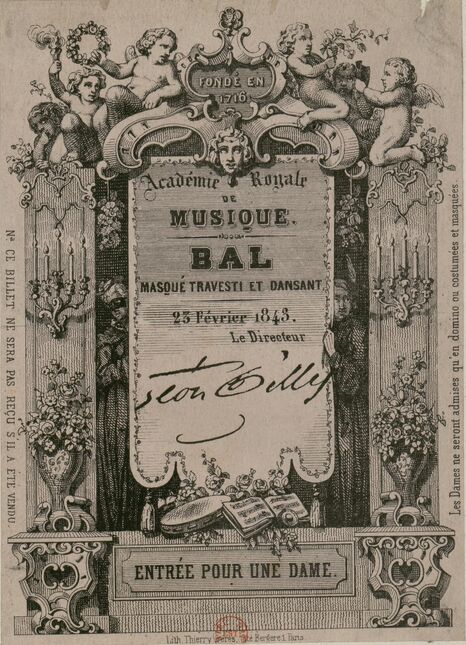 FONDÉ EN
1716
Académie Royale
DE
MUSIQUE.
BAL
MASQUÉ TRAVESTI ET DANSANT
23 Février 1843.
Le Directeur
Léon Pillet
ENTRÉE POUR UNE DAME.
Lith. Thierry Frères, Cité Bergère 1 Paris.
Nª CE BILLET NE SERA PAS REÇU S'IL A ÉTÉ VENDU.
Les Dames ne seront admises qu'en domino ou costumées et masquées